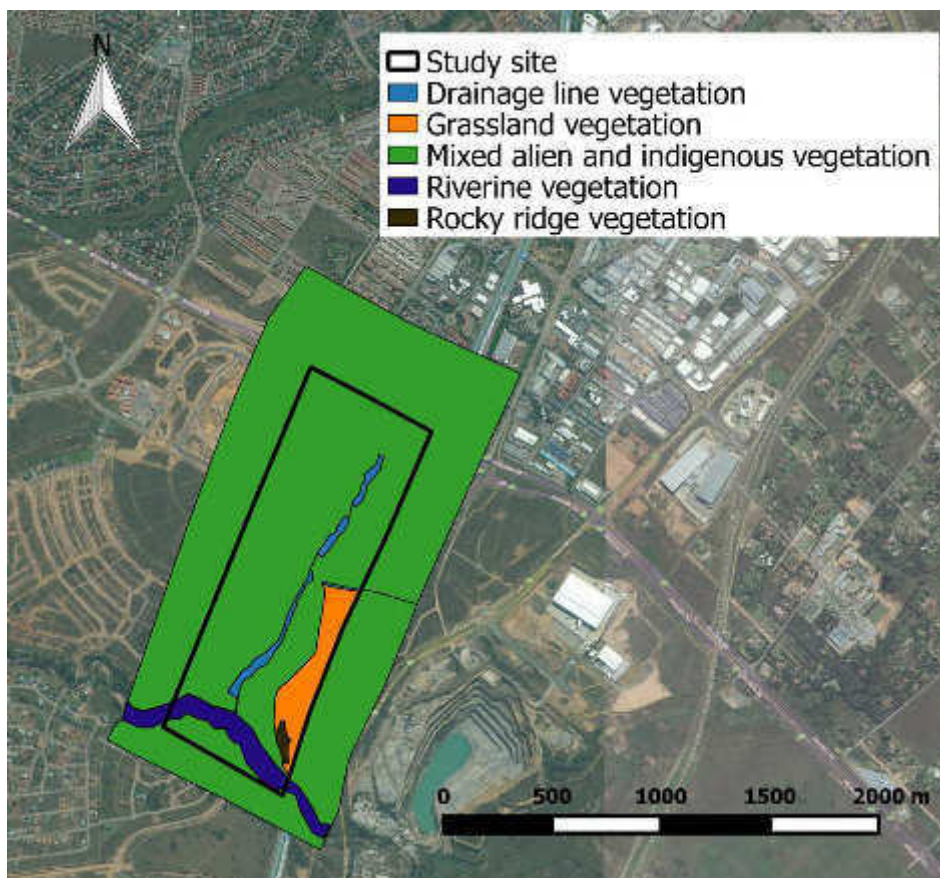 N
Study site
Drainage line vegetation
Grassland vegetation
Mixed alien and indigenous vegetation
Riverine vegetation
Rocky ridge vegetation
0 500 1000 1500 2000 m